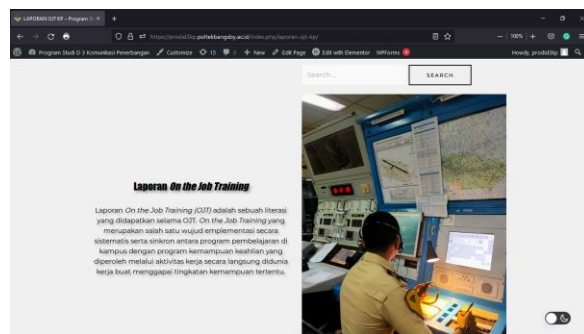 LAPORAN OJT KP – Program S
https://prodid3kp.poltekbangsby.ac.id/index.php/laporan-ojt-kp/
100%
Program Studi D 3 Komunikasi Penerbangan
Customize
15
0
New
Edit Page
Edit with Elementor
WPForms
Howdy, prodid3kp
Search ...
SEARCH
Laporan On the Job Training
Laporan On the Job Training (OJT) adalah sebuah literasi
yang didapatkan selama OJT. On the Job Training yang
merupakan salah satu wujud emplementasi secara
sistematis serta sinkron antara program pembelajaran di
kampus dengan program kemampuan keahlian yang
diperoleh melalui aktivitas kerja secara langsung didunia
kerja buat menggapai tingkatan kemampuan tertentu.